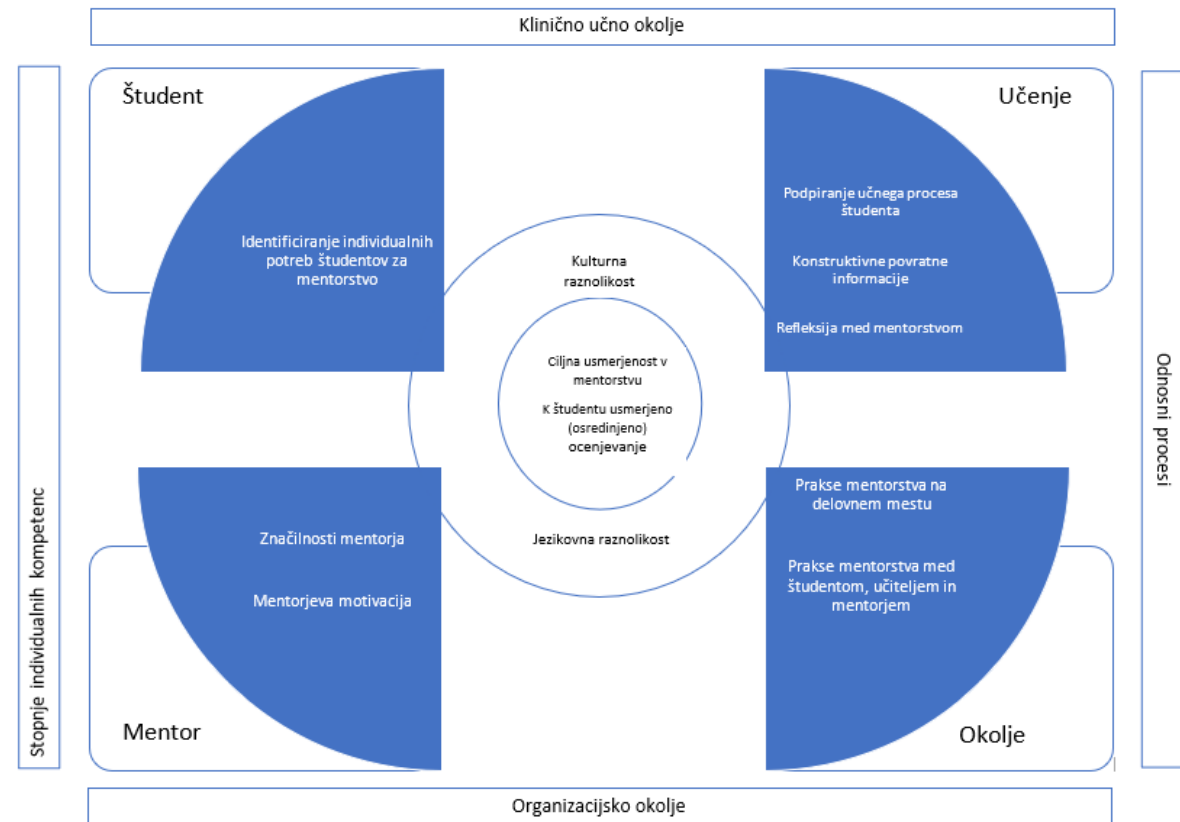 Klinično učno okolje
Stopnje individualnih kompetenc
Študent
Identificiranje individualnih
potreb študentov za
mentorstvo
Učenje
Podpiranje učnega procesa
študenta
Konstruktivne povratne
informacije
Refleksija med mentorstvom
Kulturna
raznolikost
Ciljna usmerjenost v
mentorstvu
K študentu usmerjeno
(osredinjeno)
ocenjevanje
Jezikovna raznolikost
Značilnosti mentorja
Mentorjeva motivacija
Mentor
Prakse mentorstva na
delovnem mestu
Prakse mentorstva med
študentom, učiteljem in
mentorjem
Okolje
Odnosni procesi
Organizacijsko okolje